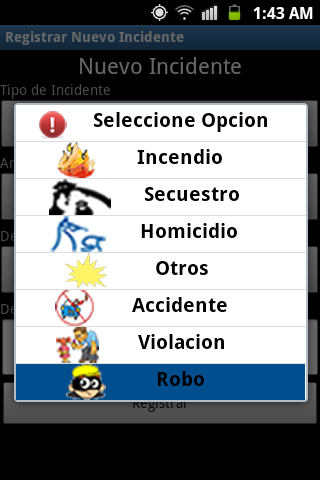 1:43 AM
Registrar Nuevo Incidente
Nuevo Incidente
Tipo de Incidente
Seleccione Opcion
Incendio
Secuestro
Homicidio
Otros
Accidente
Violacion
Robo
Registrar